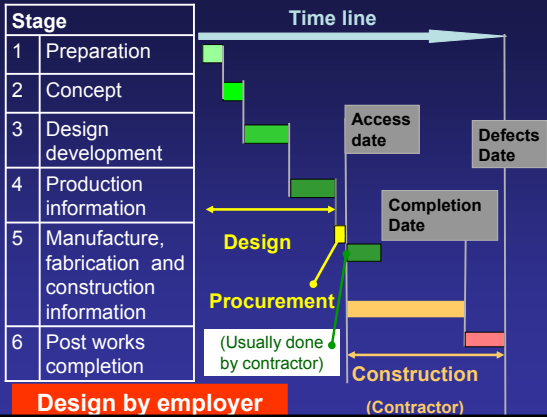 Stage
Time line
1 Preparation
2 Concept
3 Design
development
4 Production
information
5 Manufacture,
fabrication and
construction
information
6 Post works
completion
Access
date
Defects
Date
Completion
Date
Design
Procurement
(Usually done
by contractor)
Construction
(Contractor)
Design by employer